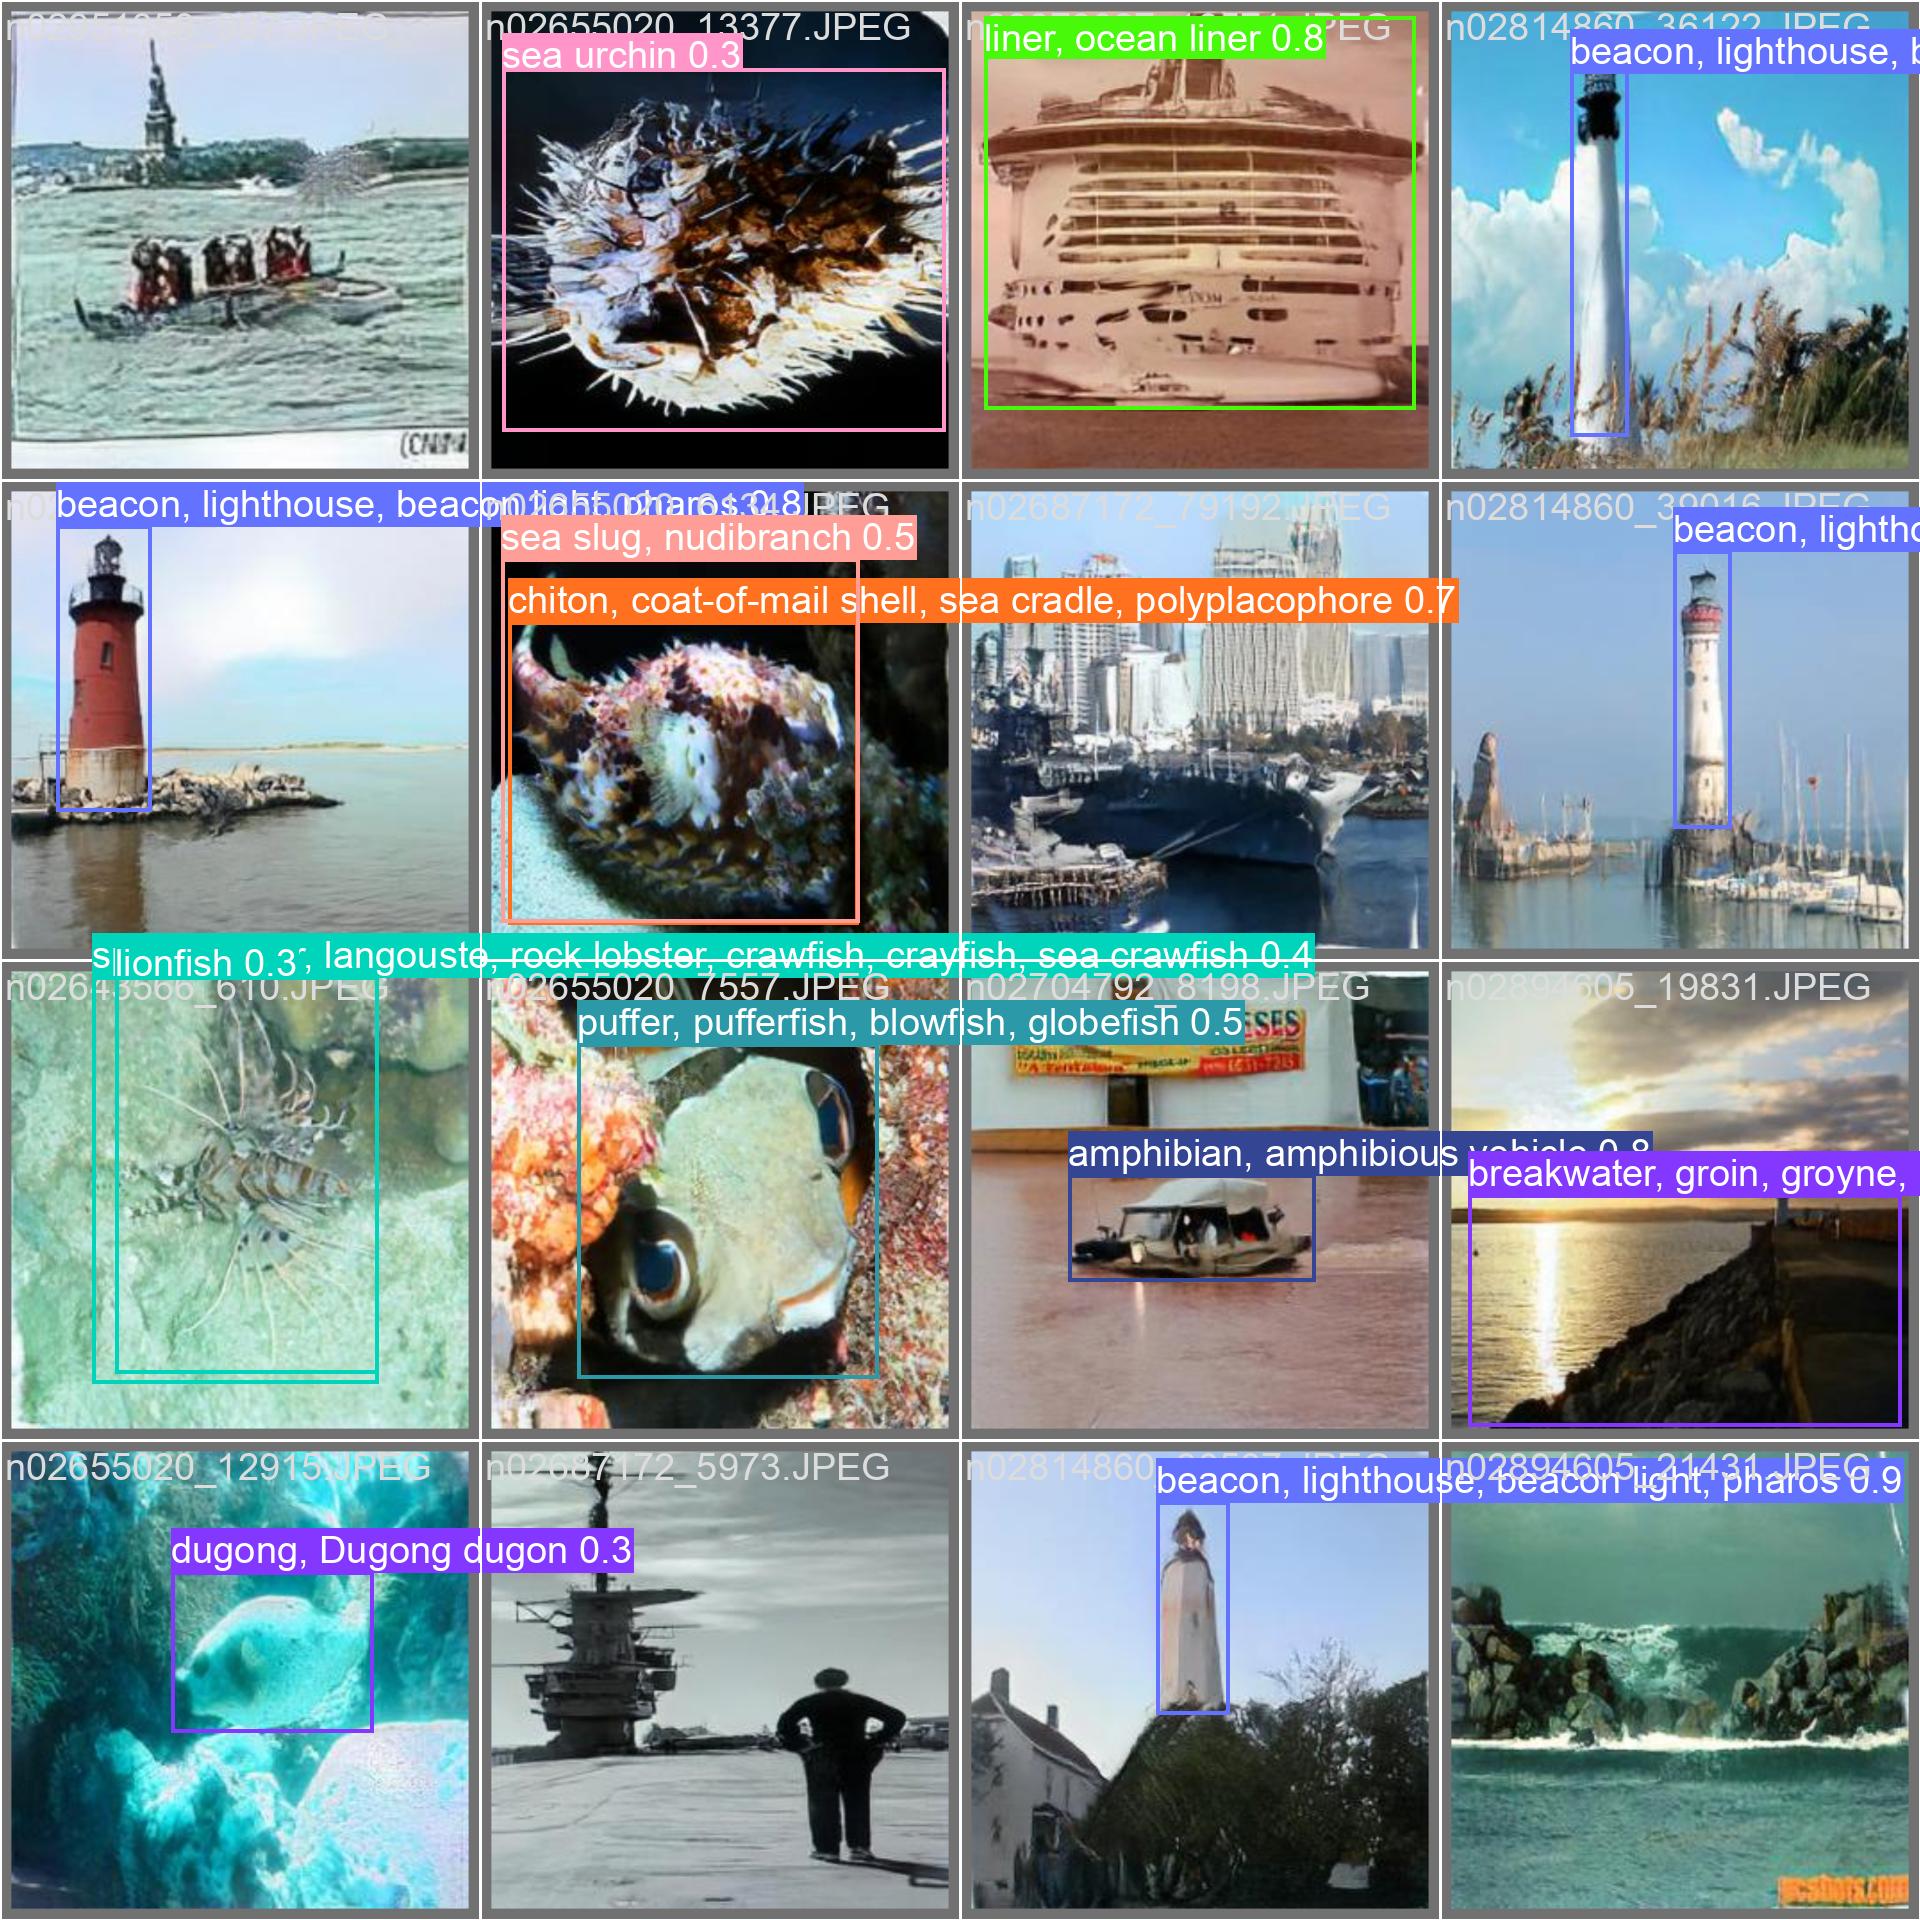 n02655020_13377.JPEG
sea urchin 0.3
liner, ocean liner 0.8
n02814860_36122.JPEG
beacon, lighthouse, b
(CARNA
beacon, lighthouse, beacon light, pharos 0.8
sea slug, nudibranch 0.5
chiton, coat-of-mail shell, sea cradle, polyplacophore 0.7
n02687172_79192.JPEG
n02814860_39016.JPEG
beacon, lightho
lionfish 0.3
, langouste, rock lobster, crawfish, crayfish, sea crawfish 0.4
n02643566_610.JPEG
n02655020_7557.JPEG
puffer, pufferfish, blowfish, globefish 0.5
n02704792_8198.JPEG
ESES
amphibian, amphibious vehicle 0.8
n02894605_19831.JPEG
breakwater, groin, groyne,
n02655020_12915.JPEG
dugong, Dugong dugon 0.3
n02687172_5973.JPEG
n02814860
beacon, lighthouse, beacon light, pharos 0.9
n02894605_21431.JPEG